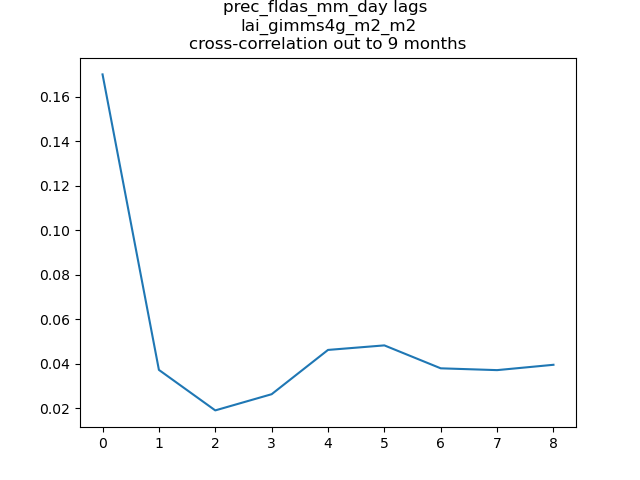 prec_fldas_mm_day lags
lai_gimms4g_m2_m2
cross-correlation out to 9 months
0.16
0.14
0.12
0.10
0.08
0.06
0.04
0.02
0 1 2 3 4 5 6 7 8